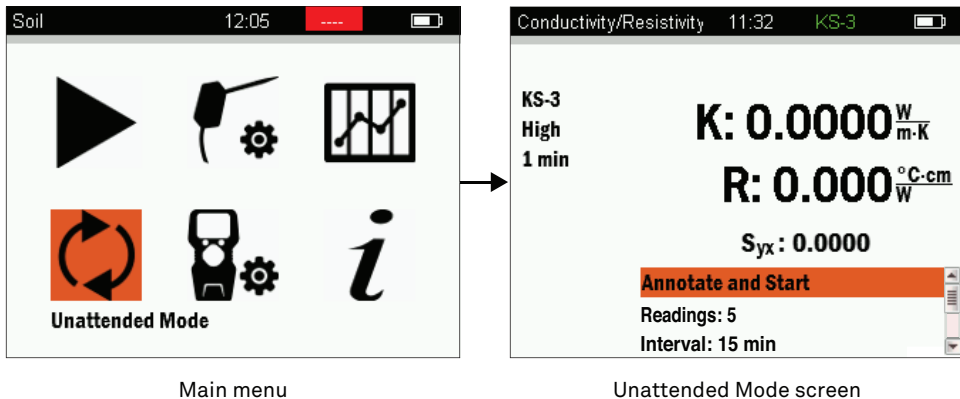 Soil 12:05 ----
Unattended Mode
Main menu
Conductivity/Resistivity 11:32 KS-3
KS-3
High
1 min
K: 0.0000 W/m·K
R: 0.000 °C·cm/W
Syx: 0.0000
Annotate and Start
Readings: 5
Interval: 15 min
Unattended Mode screen